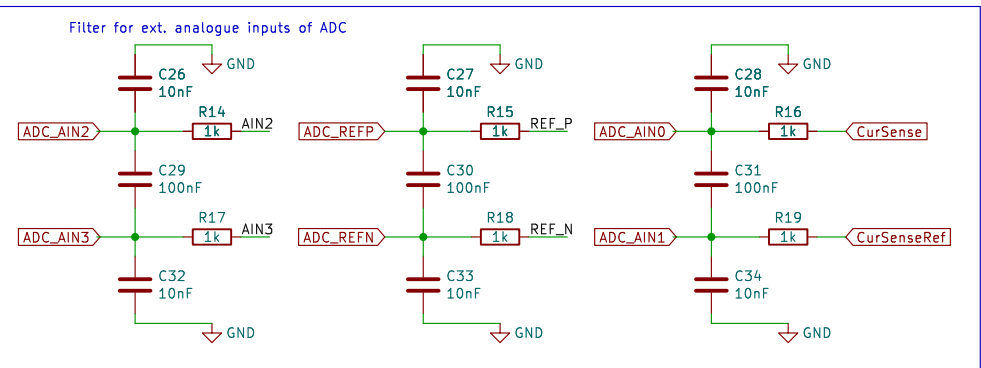 Filter for ext. analogue inputs of ADC
GND
C26
10nF
R14
ADC_AIN2
1k
AIN2
C29
100nF
R17
ADC_AIN3
1k
AIN3
C32
10nF
GND
GND
C27
10nF
R15
ADC_REFP
1k
REF_P
C30
100nF
R18
ADC_REFN
1k
REF_N
C33
10nF
GND
GND
C28
10nF
R16
ADC_AIN0
1k
CurSense
C31
100nF
R19
ADC_AIN1
1k
CurSenseRef
C34
10nF
GND